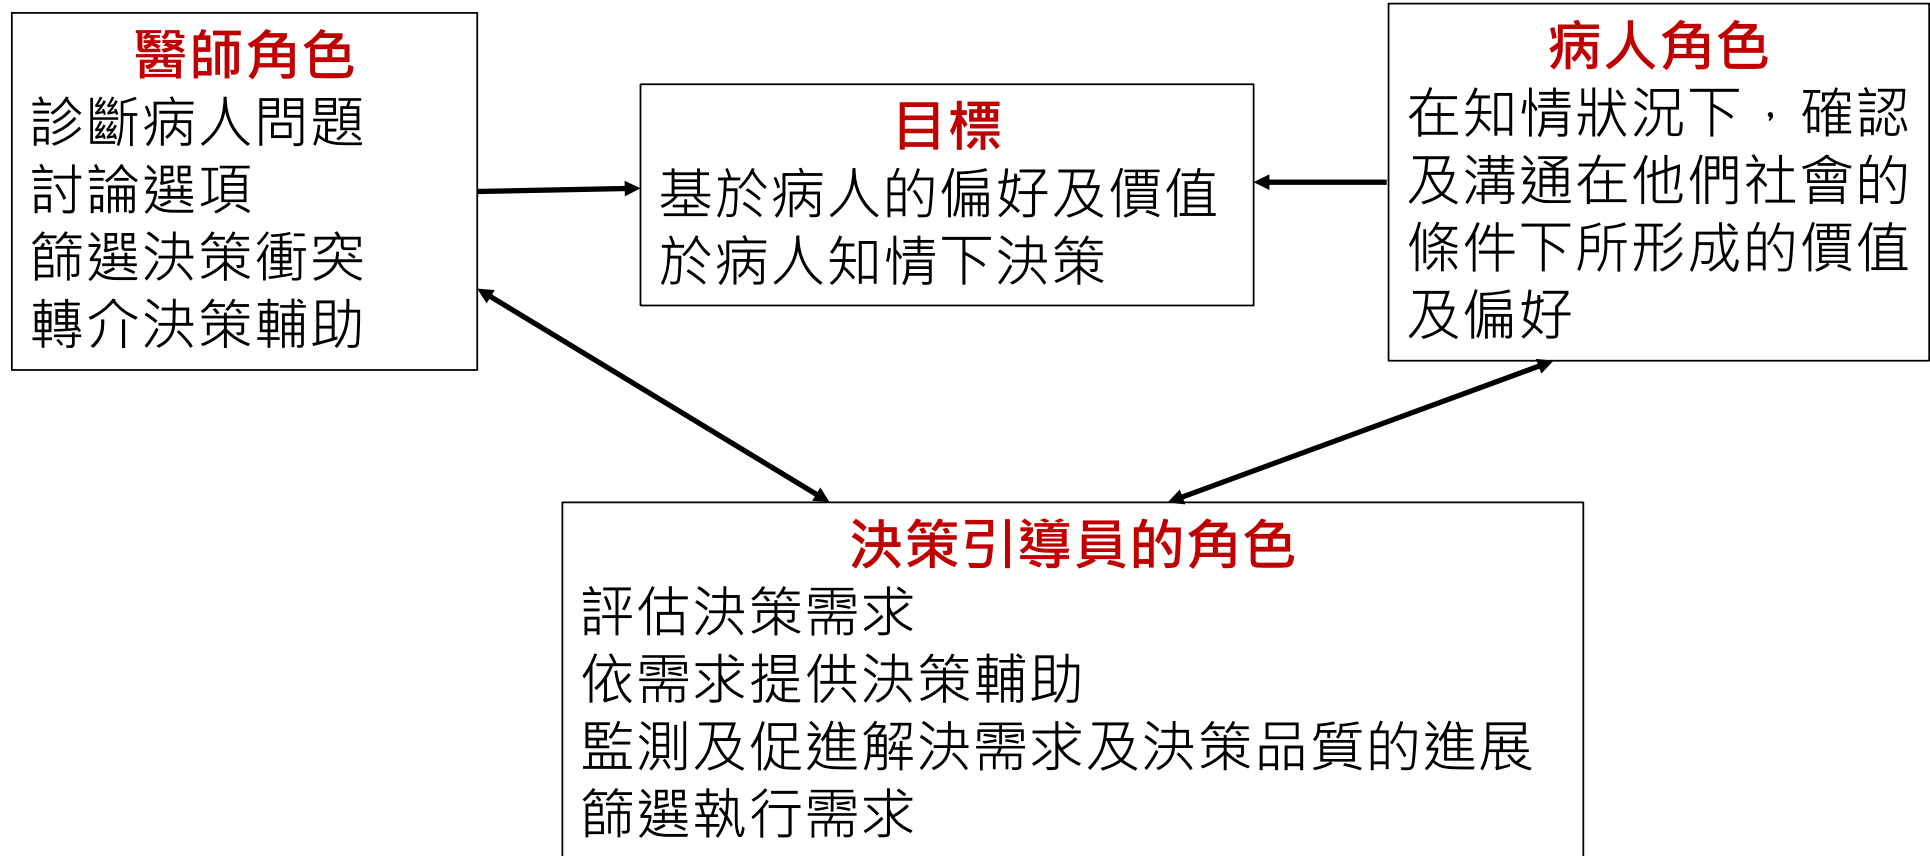 醫師角色
診斷病人問題
討論選項
篩選決策衝突
轉介決策輔助
目標
基於病人的偏好及價值
於病人知情下決策
病人角色
在知情狀況下，確認
及溝通在他們社會的
條件下所形成的價值
及偏好
決策引導員的角色
評估決策需求
依需求提供決策輔助
監測及促進解決需求及決策品質的進展
篩選執行需求